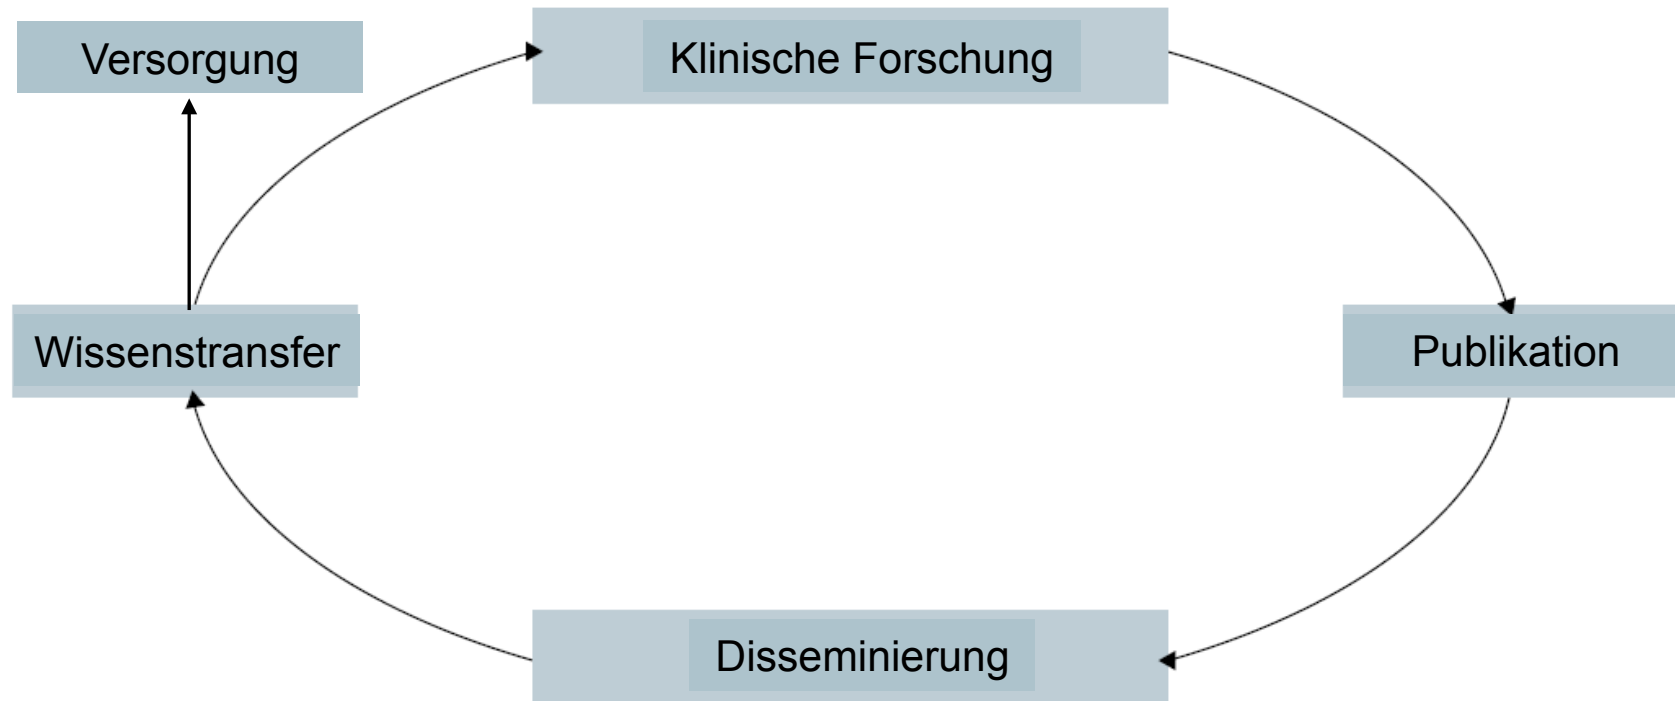 Versorgung
Klinische Forschung
Wissenstransfer
Publikation
Disseminierung